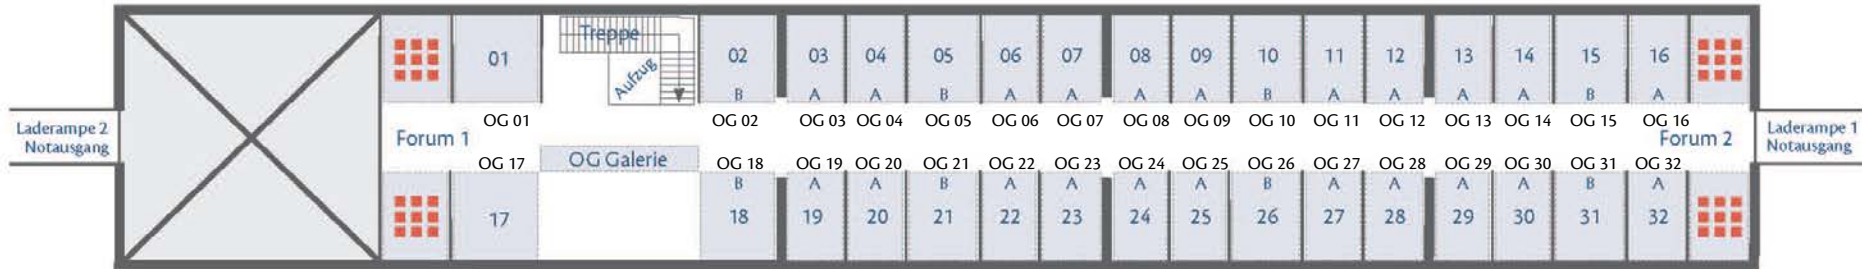 Treppe
Aufzug
01 02 03 04 05 06 07 08 09 10 11 12 13 14 15 16
B A A B A A A A B A A A A B A
OG 01 OG 02 OG 03 OG 04 OG 05 OG 06 OG 07 OG 08 OG 09 OG 10 OG 11 OG 12 OG 13 OG 14 OG 15 OG 16
Laderampe 2
Notausgang
Forum 1
Forum 2
Laderampe 1
Notausgang
OG 17 OG Galerie OG 18 OG 19 OG 20 OG 21 OG 22 OG 23 OG 24 OG 25 OG 26 OG 27 OG 28 OG 29 OG 30 OG 31 OG 32
B A A B A A A A B A A A A B A
17 18 19 20 21 22 23 24 25 26 27 28 29 30 31 32